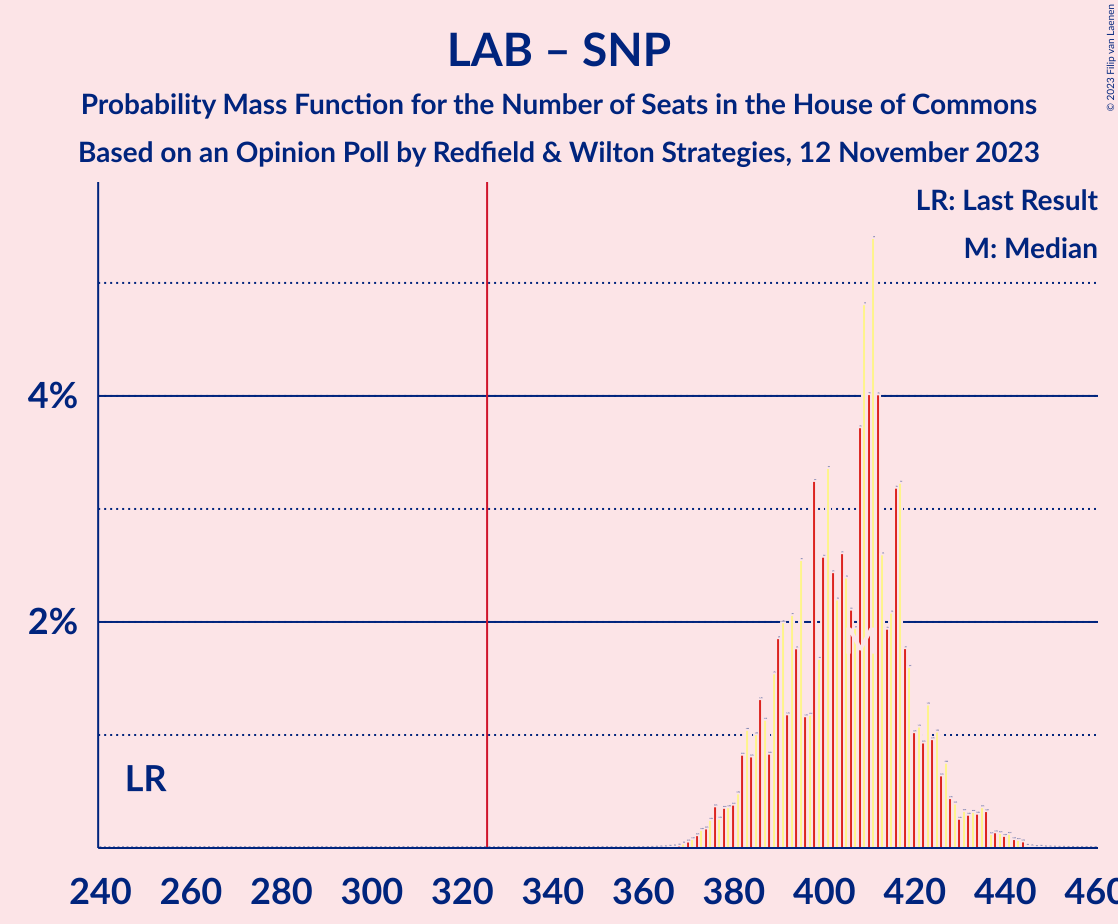 LAB – SNP
Probability Mass Function for the Number of Seats in the House of Commons
Based on an Opinion Poll by Redfield & Wilton Strategies, 12 November 2023
© 2023 Filip van Laenen
LR: Last Result
M: Median
4%
2%
LR
M
240 260 280 300 320 340 360 380 400 420 440 460